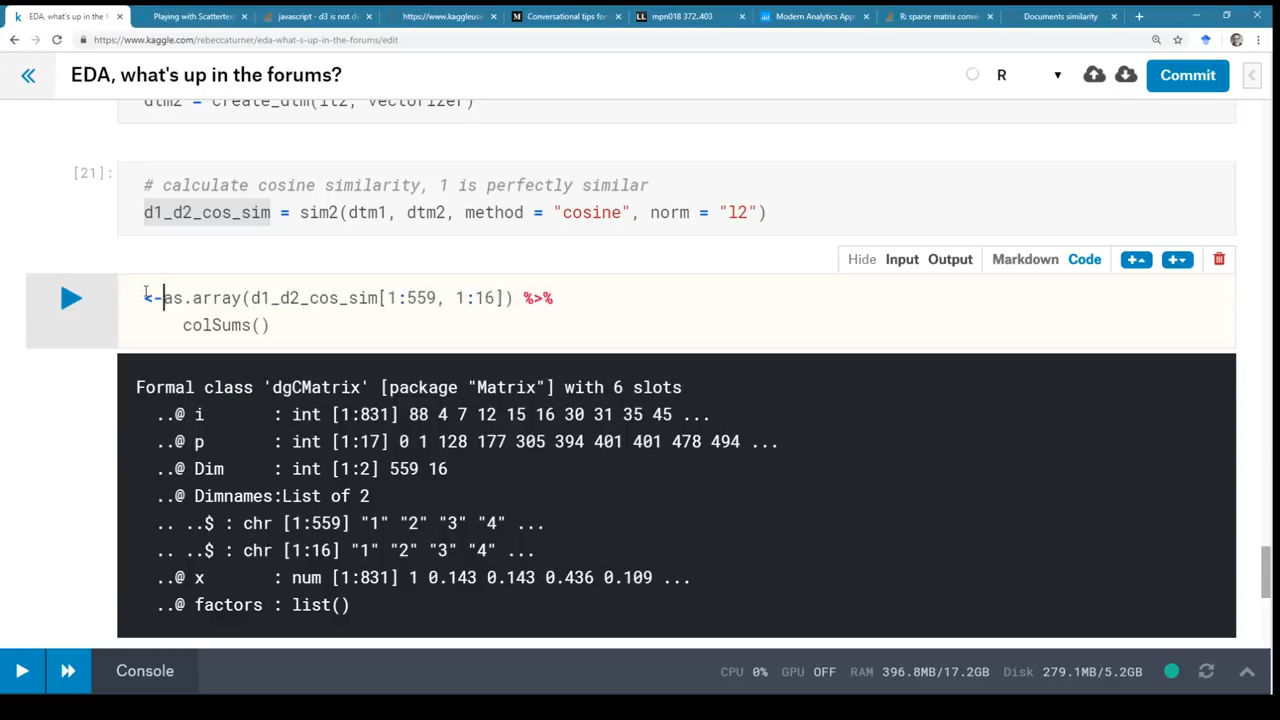 EDA, what's up in the f
Playing with Scattertex
javascript - d3 is not di
https://www.kaggleuse
Conversational tips for
mpn018 372..403
Modern Analytics App
R: sparse matrix conve
Documents similarity
https://www.kaggle.com/rebeccaturner/eda-what-s-up-in-the-forums/edit
EDA, what's up in the forums?
R
Commit
dtm2 = create_dtm(it2, vectorizer)
[21]:
# calculate cosine similarity, 1 is perfectly similar
d1_d2_cos_sim = sim2(dtm1, dtm2, method = "cosine", norm = "l2")
Hide Input Output Markdown Code
<-as.array(d1_d2_cos_sim[1:559, 1:16]) %>%
colSums()
Formal class 'dgCMatrix' [package "Matrix"] with 6 slots
..@ i : int [1:831] 88 4 7 12 15 16 30 31 35 45 ...
..@ p : int [1:17] 0 1 128 177 305 394 401 401 478 494 ...
..@ Dim : int [1:2] 559 16
..@ Dimnames:List of 2
.. ..$ : chr [1:559] "1" "2" "3" "4" ...
.. ..$ : chr [1:16] "1" "2" "3" "4" ...
..@ x : num [1:831] 1 0.143 0.143 0.436 0.109 ...
..@ factors : list()
Console
CPU 0% GPU OFF RAM 396.8MB/17.2GB Disk 279.1MB/5.2GB